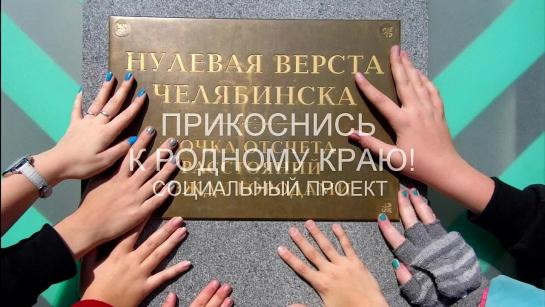 НУЛЕВАЯ ВЕРСТА
ЧЕЛЯБИНСКА
ПРИКОСНИСЬ
К РОДНОМУ КРАЮ!
СОЦИАЛЬНЫЙ ПРОЕКТ